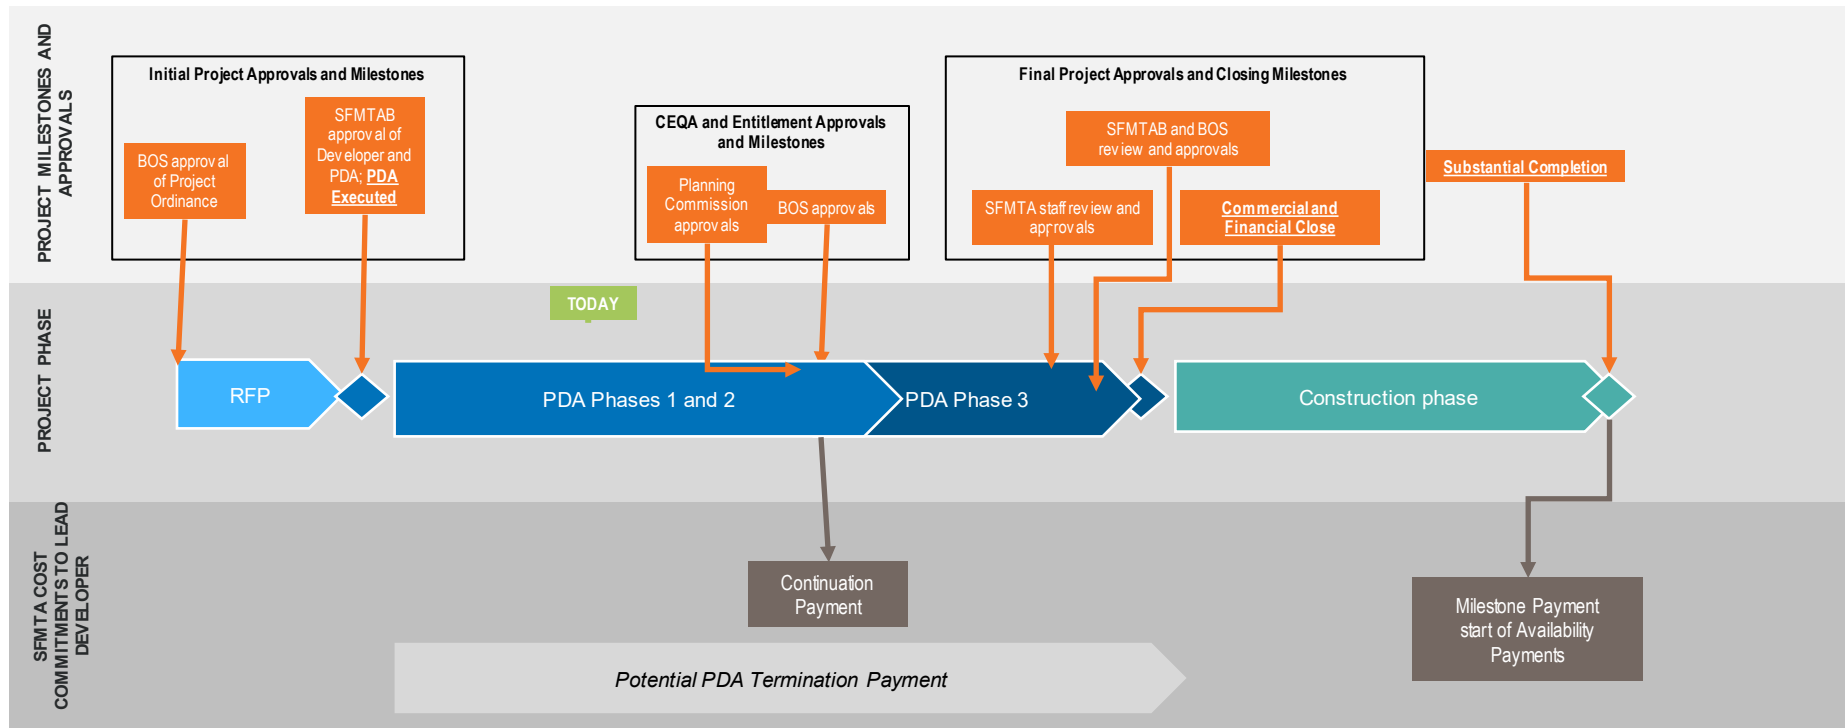 PROJECT MILESTONES AND
APPROVALS
Initial Project Approvals and Milestones
BOS approval
of Project
Ordinance
SFMTAB
approval of
Developer and
PDA; PDA
Executed
CEQA and Entitlement Approvals
and Milestones
Planning
Commission
approvals
BOS approvals
Final Project Approvals and Closing Milestones
SFMTAB and BOS
review and approvals
SFMTA staff review and
approvals
Commercial and
Financial Close
Substantial Completion
PROJECT PHASE
TODAY
RFP
PDA Phases 1 and 2
PDA Phase 3
Construction phase
SFMTA COST
COMMITMENTS TO LEAD
DEVELOPER
Continuation
Payment
Milestone Payment
start of Availability
Payments
Potential PDA Termination Payment